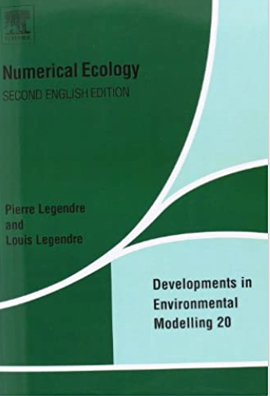 Numerical Ecology
SECOND ENGLISH EDITION
Pierre Legendre
and
Louis Legendre
Developments in
Environmental
Modelling 20